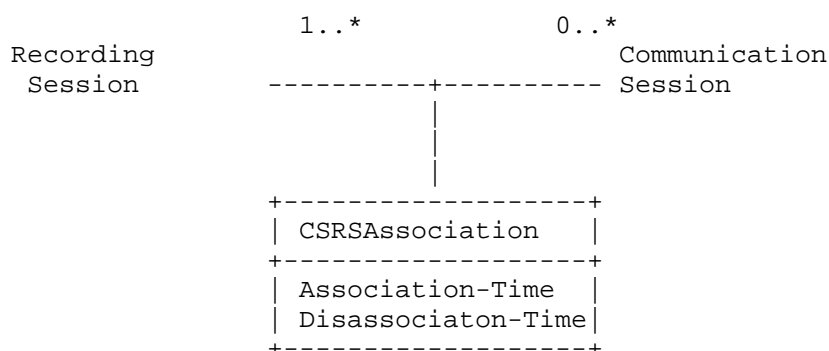 1..* 0..*
Recording Communication
Session ----------+---------- Session
|
|
|
+--------------------+
| CSRSAssociation |
+--------------------+
| Association-Time |
| Disassociaton-Time|
+--------------------+